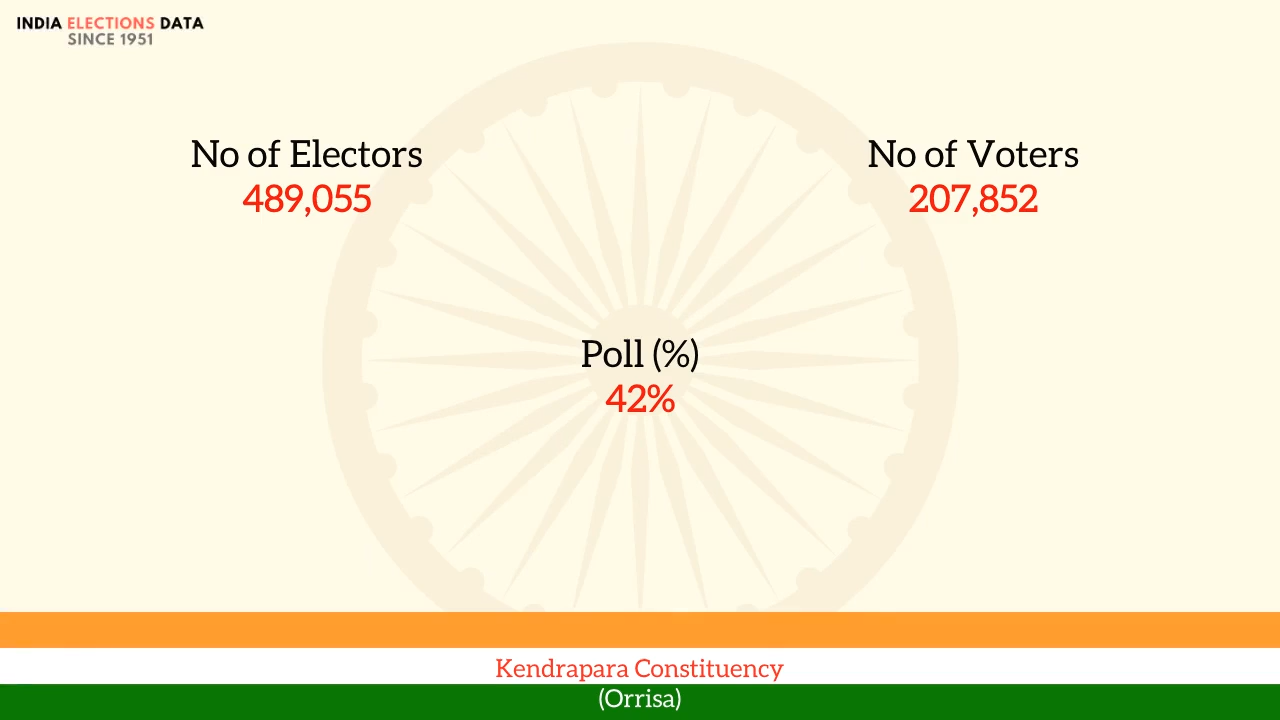 INDIA ELECTIONS DATA
SINCE 1951
No of Electors
489,055
No of Voters
207,852
Poll (%)
42%
Kendrapara Constituency
(Orrisa)